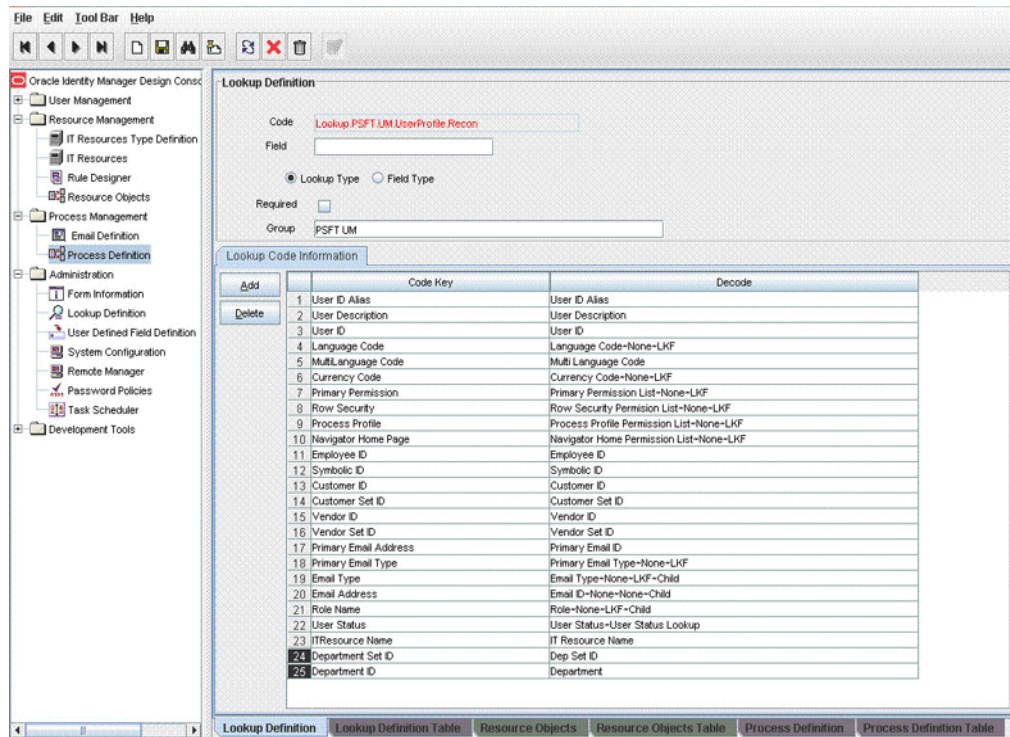 File Edit Tool Bar Help
Oracle Identity Manager Design Consc
User Management
Resource Management
IT Resources Type Definition
IT Resources
Rule Designer
Resource Objects
Process Management
Email Definition
Process Definition
Administration
Form Information
Lookup Definition
User Defined Field Definition
System Configuration
Remote Manager
Password Policies
Task Scheduler
Development Tools
Lookup Definition
Code Lookup.PSFT.UM.UserProfile.Recon
Field
Lookup Type Field Type
Required
Group PSFT UM
Lookup Code Information
Add
Delete
Code Key Decode
1 User ID Alias User ID Alias
2 User Description User Description
3 User ID User ID
4 Language Code Language Code~None~LKF
5 MultiLanguage Code Multi Language Code
6 Currency Code Currency Code~None~LKF
7 Primary Permission Primary Permission List~None~LKF
8 Row Security Row Security Permision List~None~LKF
9 Process Profile Process Profile Permission List~None~LKF
10 Navigator Home Page Navigator Home Permission List~None~LKF
11 Employee ID Employee ID
12 Symbolic ID Symbolic ID
13 Customer ID Customer ID
14 Customer Set ID Customer Set ID
15 Vendor ID Vendor ID
16 Vendor Set ID Vendor Set ID
17 Primary Email Address Primary Email ID
18 Primary Email Type Primary Email Type~None~LKF
19 Email Type Email Type~None~LKF~Child
20 Email Address Email ID~None~None~Child
21 Role Name Role~None~LKF~Child
22 User Status User Status~User Status Lookup
23 ITResource Name IT Resource Name
24 Department Set ID Dep Set ID
25 Department ID Department
Lookup Definition Lookup Definition Table Resource Objects Resource Objects Table Process Definition Process Definition Table